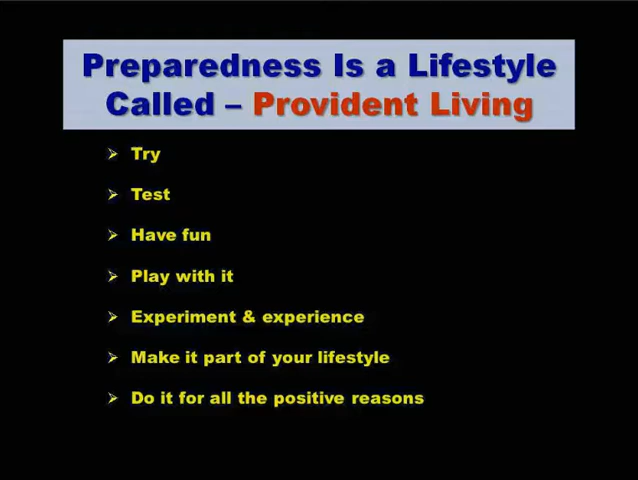 Preparedness Is a Lifestyle
Called – Provident Living
Try
Test
Have fun
Play with it
Experiment & experience
Make it part of your lifestyle
Do it for all the positive reasons